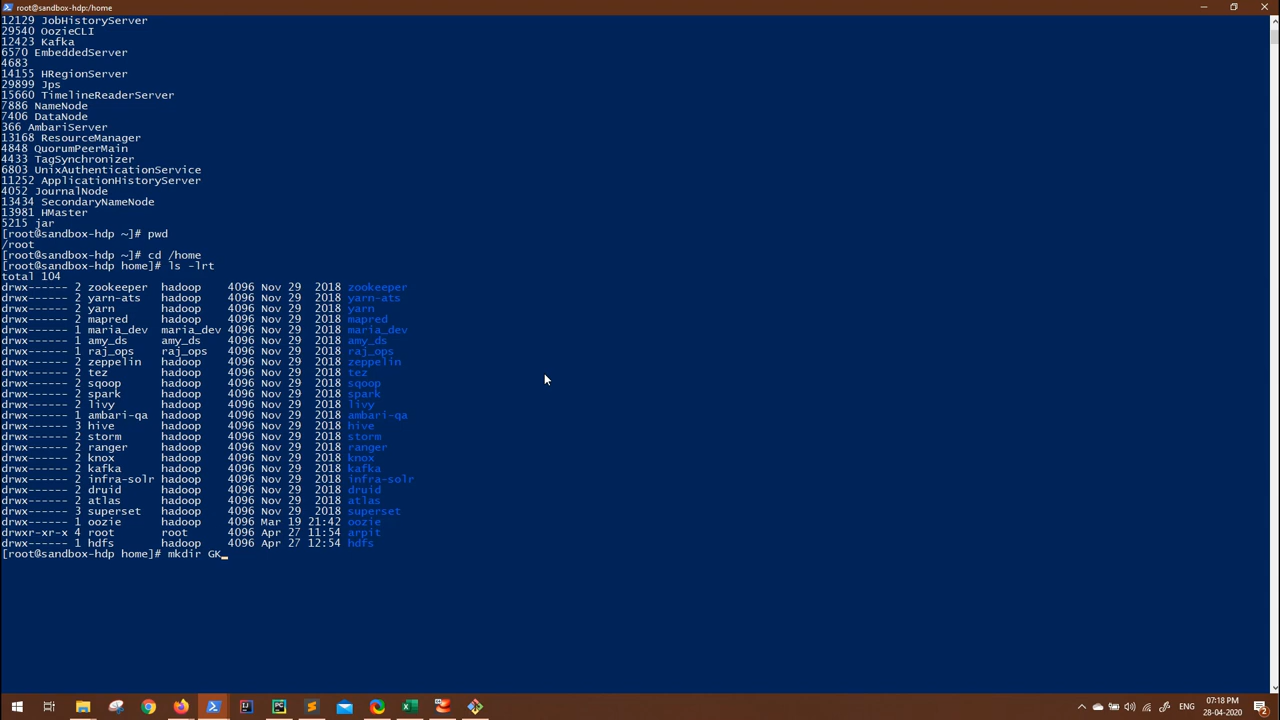 root@sandbox-hdp:/home
12129 JobHistoryServer
29540 OozieCLI
12423 Kafka
6570 EmbeddedServer
4683
14155 HRegionServer
29899 Jps
15660 TimelineReaderServer
7886 NameNode
7406 DataNode
366 AmbariServer
13168 ResourceManager
4848 QuorumPeerMain
4433 TagSynchronizer
6803 UnixAuthenticationService
11252 ApplicationHistoryServer
4052 JournalNode
13434 SecondaryNameNode
13981 HMaster
5215 jar
[root@sandbox-hdp ~]# pwd
/root
[root@sandbox-hdp ~]# cd /home
[root@sandbox-hdp home]# ls -lrt
total 104
drwx------ 2 zookeeper hadoop 4096 Nov 29 2018 zookeeper
drwx------ 2 yarn-ats hadoop 4096 Nov 29 2018 yarn-ats
drwx------ 2 yarn hadoop 4096 Nov 29 2018 yarn
drwx------ 2 mapred hadoop 4096 Nov 29 2018 mapred
drwx------ 1 maria_dev maria_dev 4096 Nov 29 2018 maria_dev
drwx------ 1 amy_ds amy_ds 4096 Nov 29 2018 amy_ds
drwx------ 1 raj_ops raj_ops 4096 Nov 29 2018 raj_ops
drwx------ 2 zeppelin hadoop 4096 Nov 29 2018 zeppelin
drwx------ 2 tez hadoop 4096 Nov 29 2018 tez
drwx------ 2 sqoop hadoop 4096 Nov 29 2018 sqoop
drwx------ 2 spark hadoop 4096 Nov 29 2018 spark
drwx------ 2 livy hadoop 4096 Nov 29 2018 livy
drwx------ 1 ambari-qa hadoop 4096 Nov 29 2018 ambari-qa
drwx------ 3 hive hadoop 4096 Nov 29 2018 hive
drwx------ 2 storm hadoop 4096 Nov 29 2018 storm
drwx------ 2 ranger hadoop 4096 Nov 29 2018 ranger
drwx------ 2 knox hadoop 4096 Nov 29 2018 knox
drwx------ 2 kafka hadoop 4096 Nov 29 2018 kafka
drwx------ 2 infra-solr hadoop 4096 Nov 29 2018 infra-solr
drwx------ 2 druid hadoop 4096 Nov 29 2018 druid
drwx------ 2 atlas hadoop 4096 Nov 29 2018 atlas
drwx------ 3 superset hadoop 4096 Nov 29 2018 superset
drwx------ 1 oozie hadoop 4096 Mar 19 21:42 oozie
drwxr-xr-x 4 root root 4096 Apr 27 11:54 arpit
drwx------ 1 hdfs hadoop 4096 Apr 27 12:54 hdfs
[root@sandbox-hdp home]# mkdir GK_
ENG
07:18 PM
28-04-2020
2